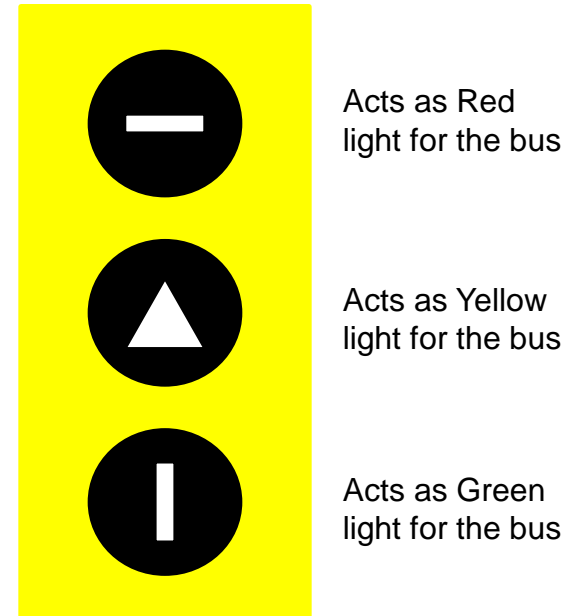 Acts as Red
light for the bus
Acts as Yellow
light for the bus
Acts as Green
light for the bus